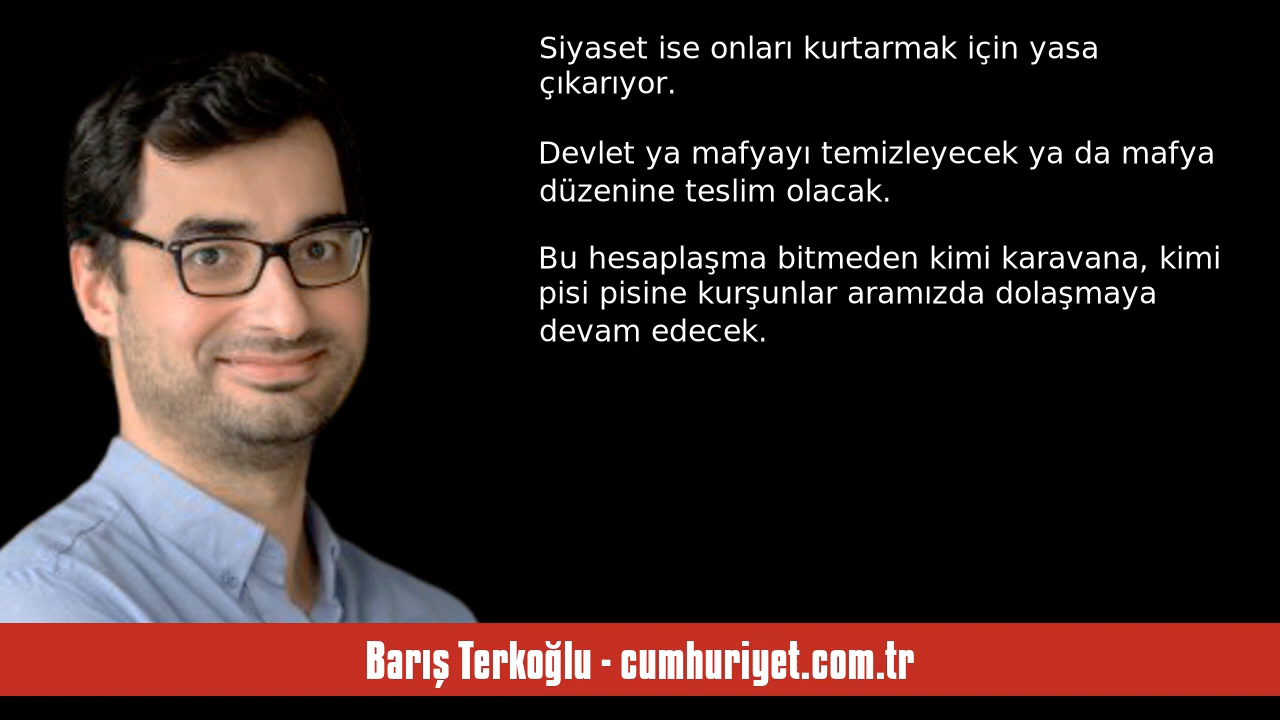 Siyaset ise onları kurtarmak için yasa
çıkarıyor.
Devlet ya mafyayı temizleyecek ya da mafya
düzenine teslim olacak.
Bu hesaplaşma bitmeden kimi karavana, kimi
pisi pisine kurşunlar aramızda dolaşmaya
devam edecek.
Barış Terkoğlu - cumhuriyet.com.tr